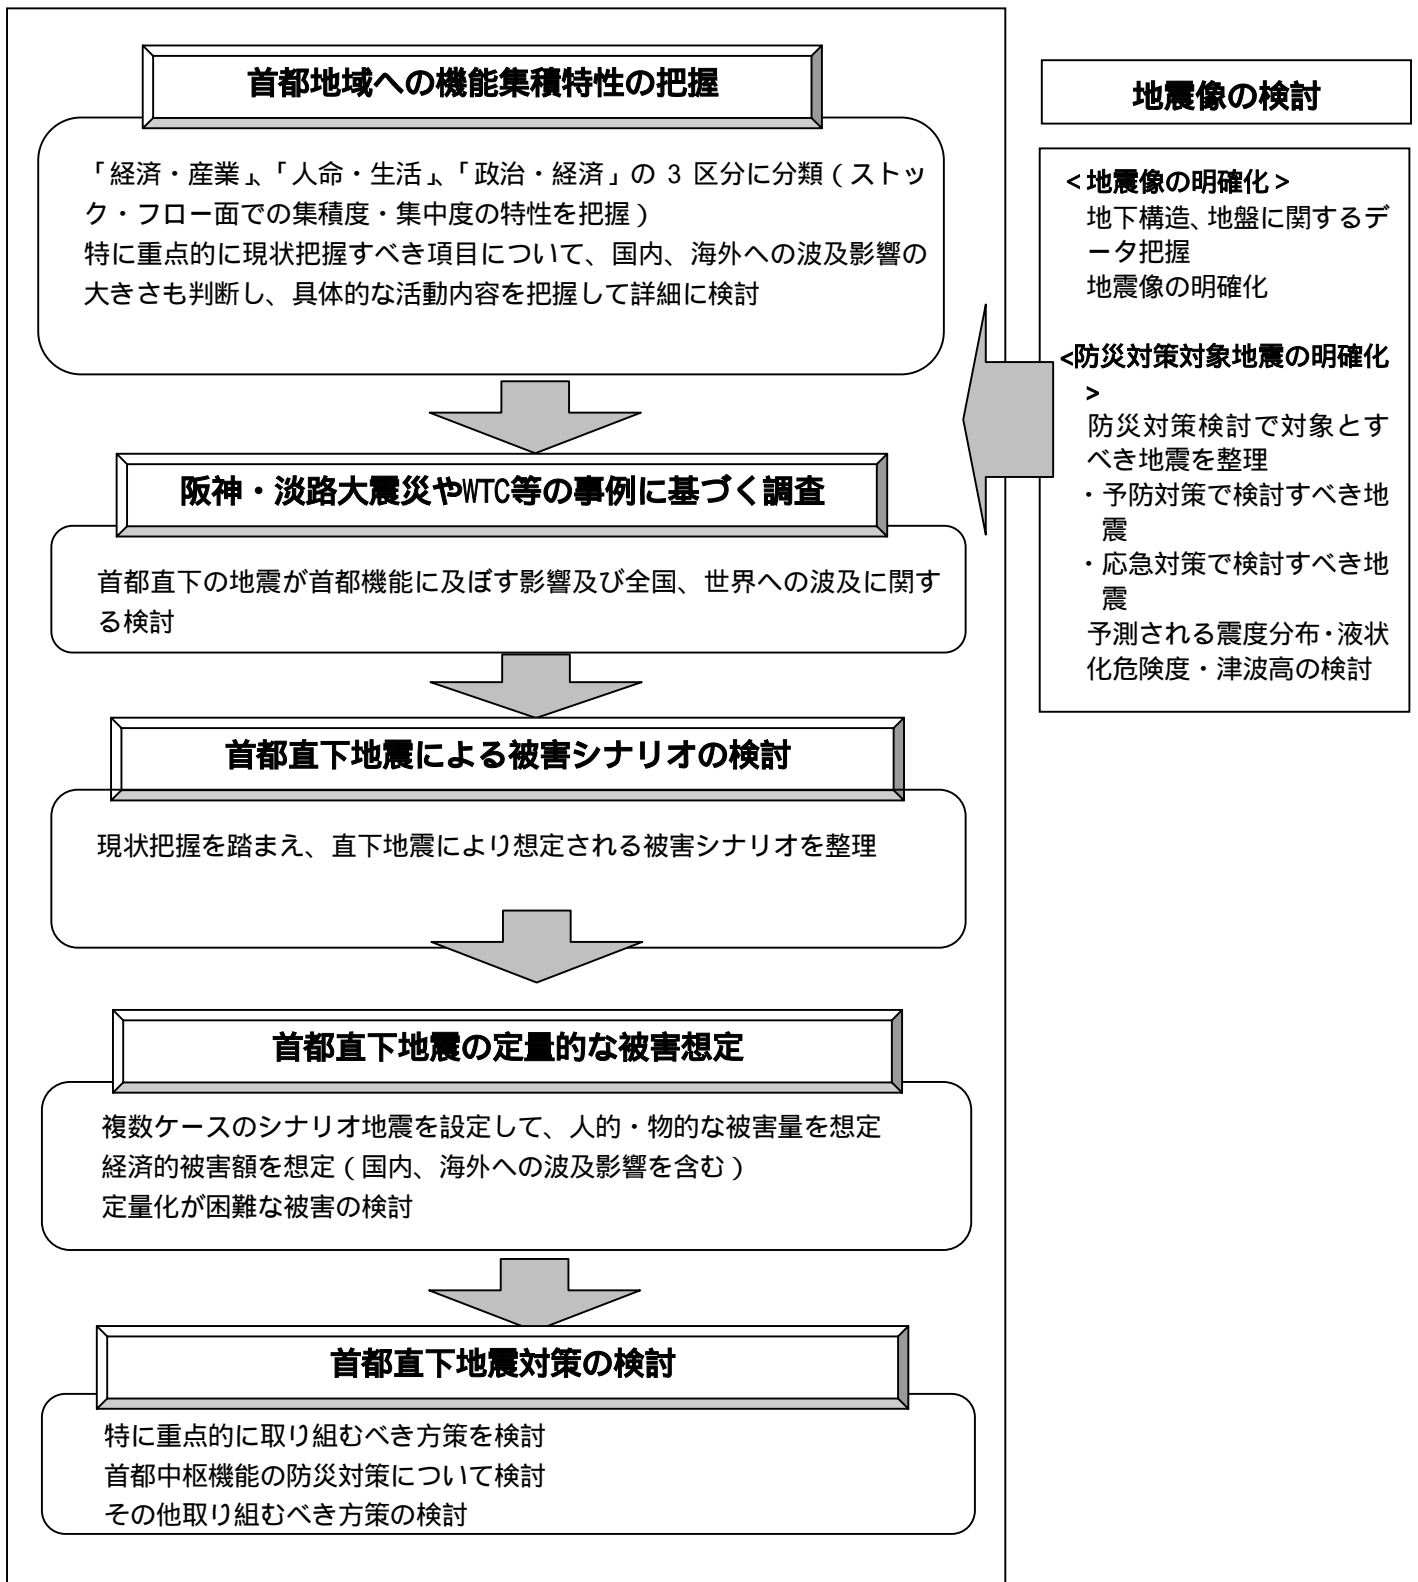 首都地域への機能集積特性の把握
「経済・産業」、「人命・生活」、「政治・経済」の 3 区分に分類（ストッ
ク・フロー面での集積度・集中度の特性を把握）
特に重点的に現状把握すべき項目について、国内、海外への波及影響の
大きさも判断し、具体的な活動内容を把握して詳細に検討
阪神・淡路大震災やWTC等の事例に基づく調査
首都直下の地震が首都機能に及ぼす影響及び全国、世界への波及に関す
る検討
首都直下地震による被害シナリオの検討
現状把握を踏まえ、直下地震により想定される被害シナリオを整理
首都直下地震の定量的な被害想定
複数ケースのシナリオ地震を設定して、人的・物的な被害量を想定
経済的被害額を想定（国内、海外への波及影響を含む）
定量化が困難な被害の検討
首都直下地震対策の検討
特に重点的に取り組むべき方策を検討
首都中枢機能の防災対策について検討
その他取り組むべき方策の検討
地震像の検討
<地震像の明確化>
地下構造、地盤に関するデ
ータ把握
地震像の明確化
<防災対策対象地震の明確化
>
防災対策検討で対象とす
べき地震を整理
・予防対策で検討すべき地
震
・応急対策で検討すべき地
震
予測される震度分布・液状
化危険度・津波高の検討